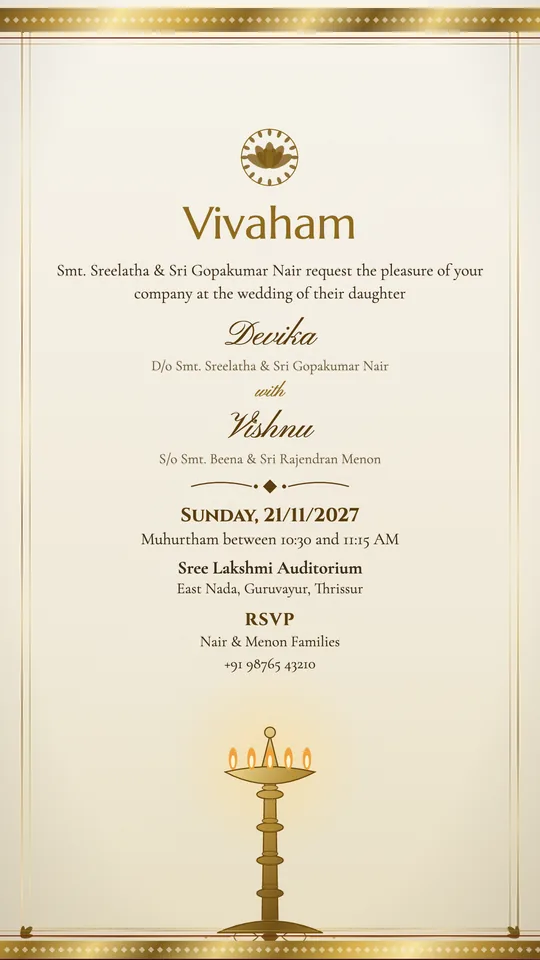 Vivaham
Smt. Sreelatha & Sri Gopakumar Nair request the pleasure of your
company at the wedding of their daughter
Devika
D/o Smt. Sreelatha & Sri Gopakumar Nair
with
Vishnu
S/o Smt. Beena & Sri Rajendran Menon
Sunday, 21/11/2027
Muhurtham between 10:30 and 11:15 AM
Sree Lakshmi Auditorium
East Nada, Guruvayur, Thrissur
RSVP
Nair & Menon Families
+91 98765 43210